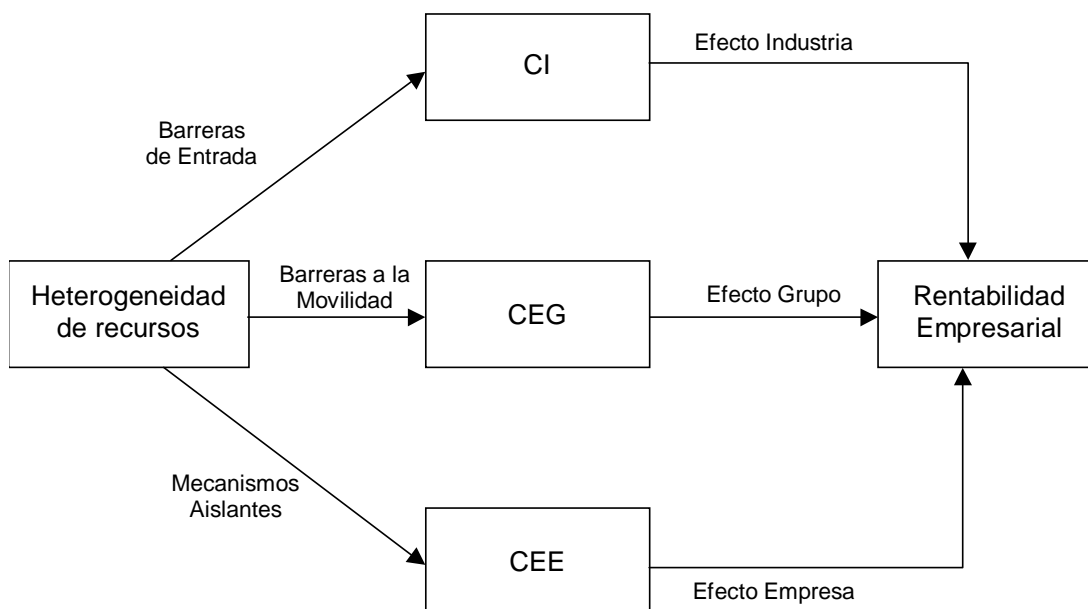 CI
Efecto Industria
Barreras
de Entrada
Heterogeneidad
de recursos
Barreras a la
Movilidad
CEG
Efecto Grupo
Rentabilidad
Empresarial
Mecanismos
Aislantes
CEE
Efecto Empresa